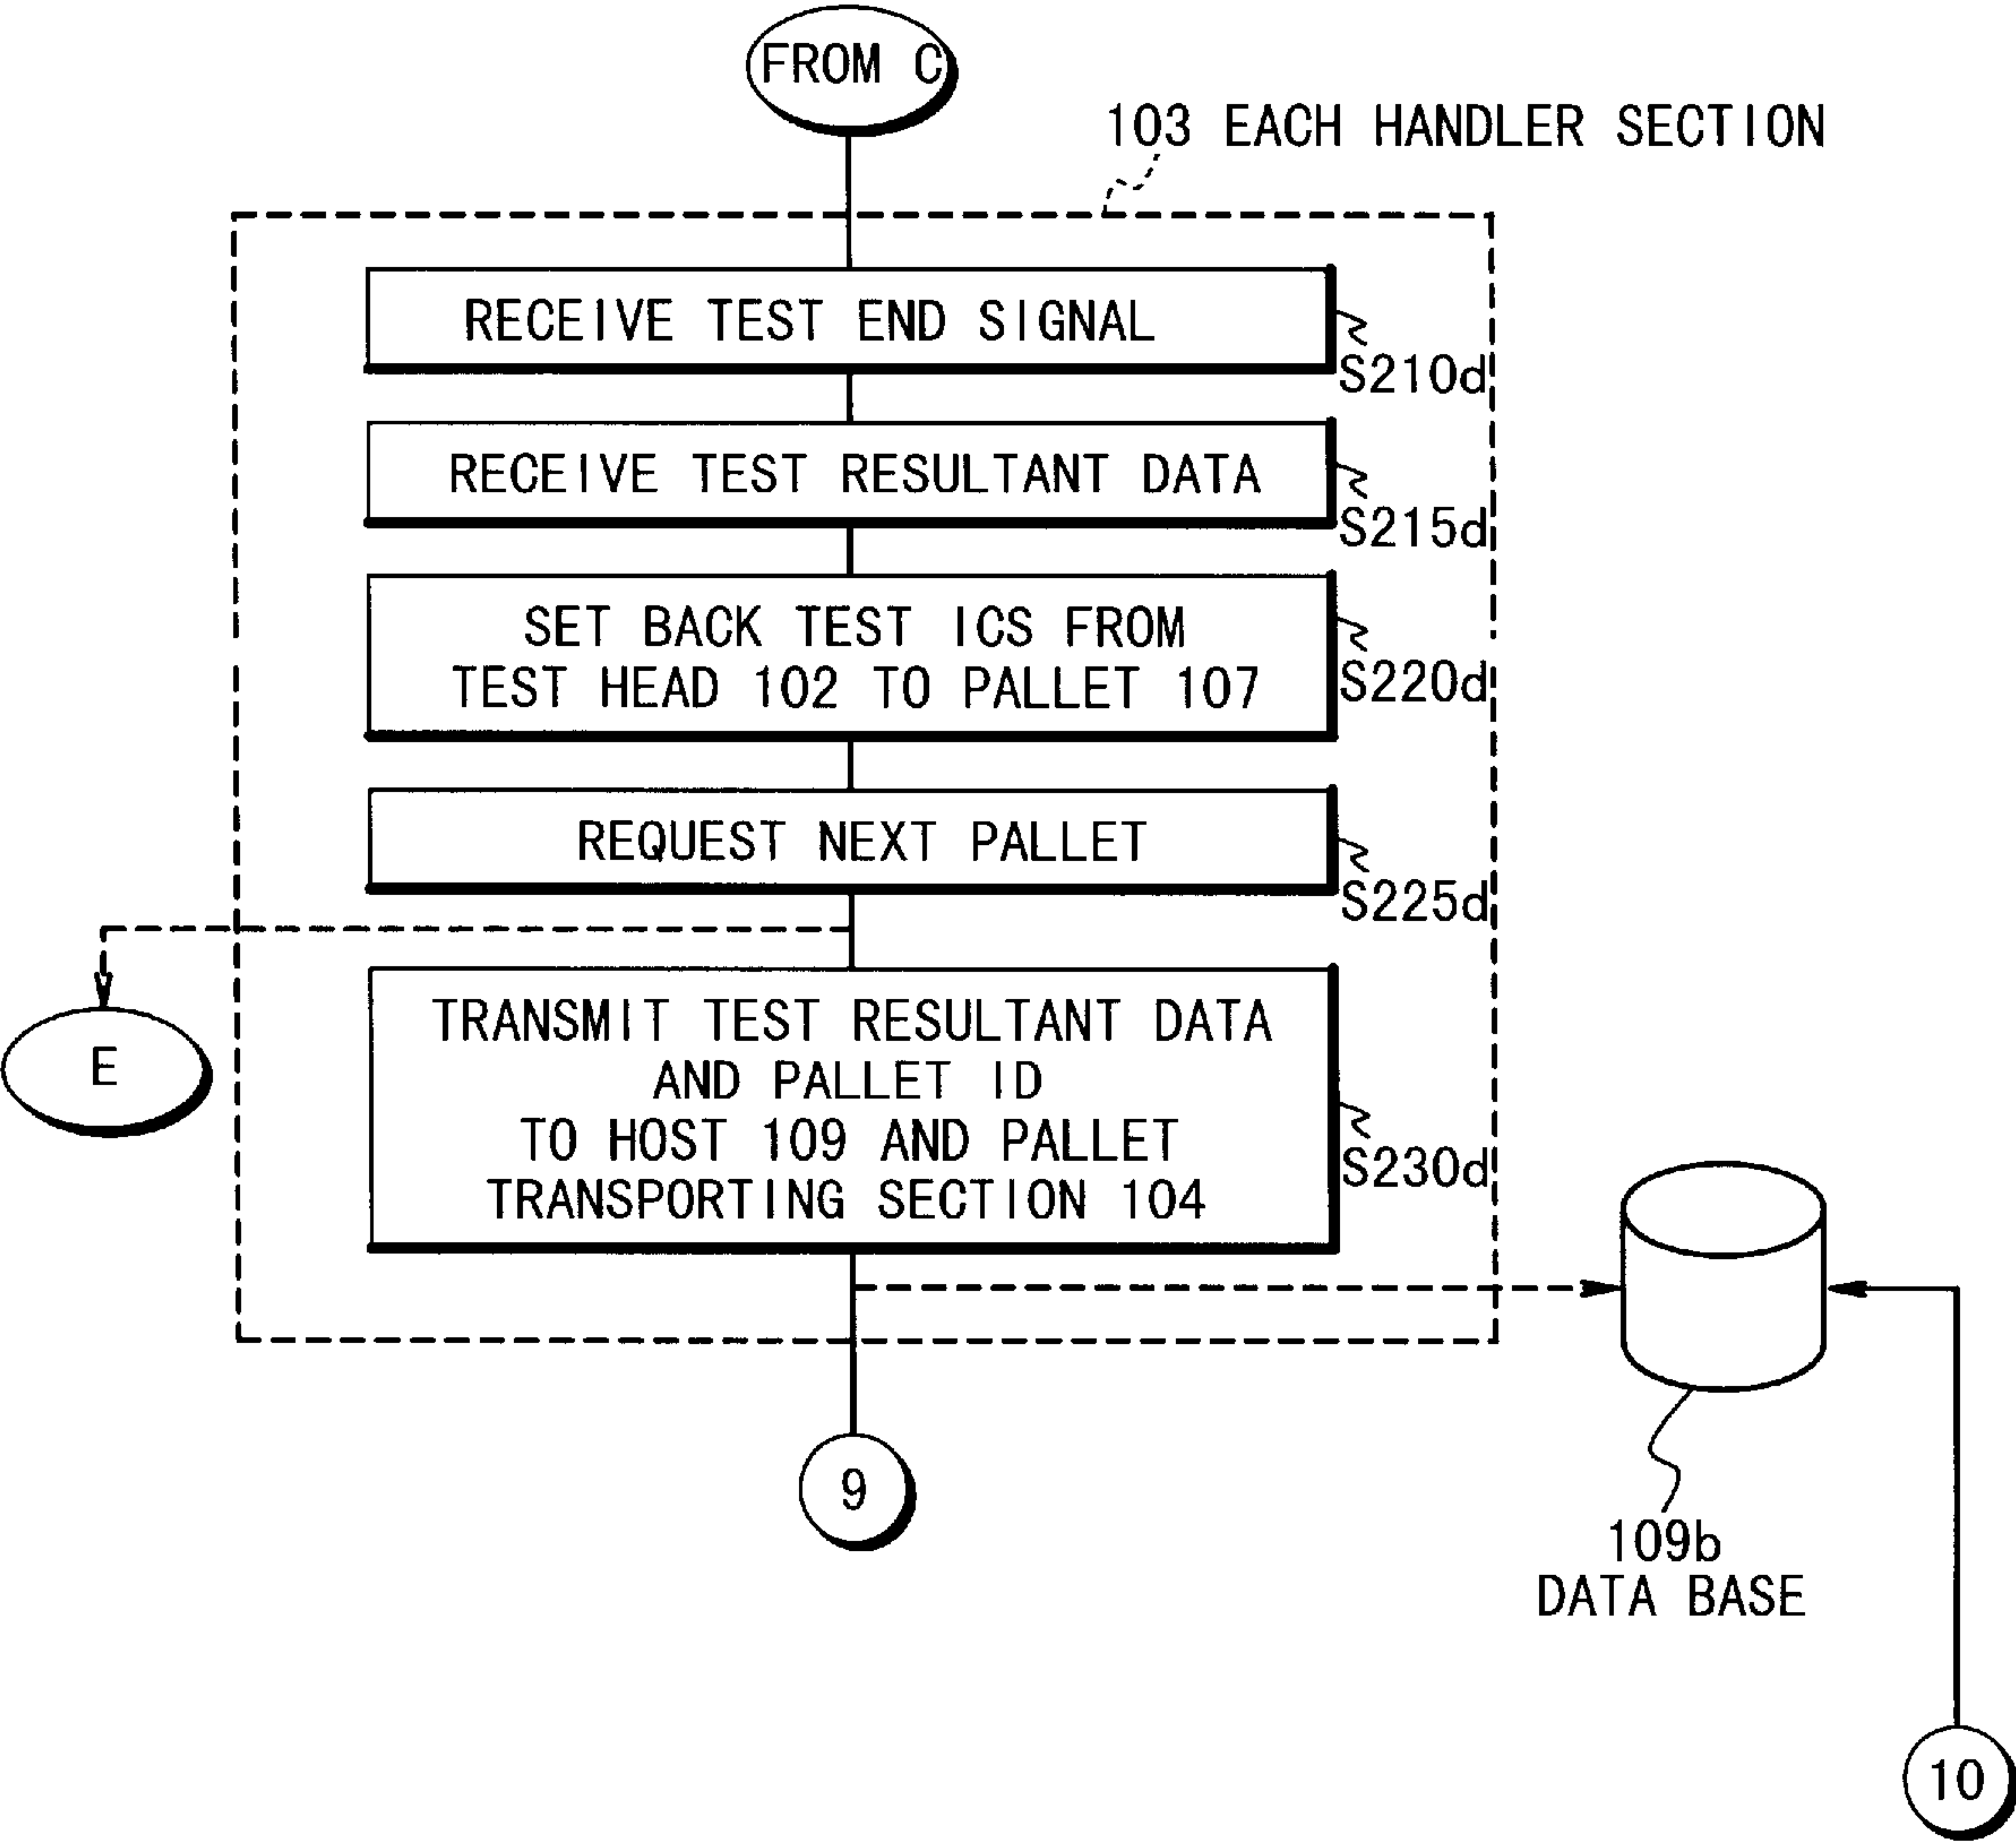 FROM C
103 EACH HANDLER SECTION
RECEIVE TEST END SIGNAL
S210d
RECEIVE TEST RESULTANT DATA
S215d
SET BACK TEST ICS FROM
TEST HEAD 102 TO PALLET 107
S220d
REQUEST NEXT PALLET
S225d
E
TRANSMIT TEST RESULTANT DATA
AND PALLET ID
TO HOST 109 AND PALLET
TRANSPORTING SECTION 104
S230d
9
109b
DATA BASE
10